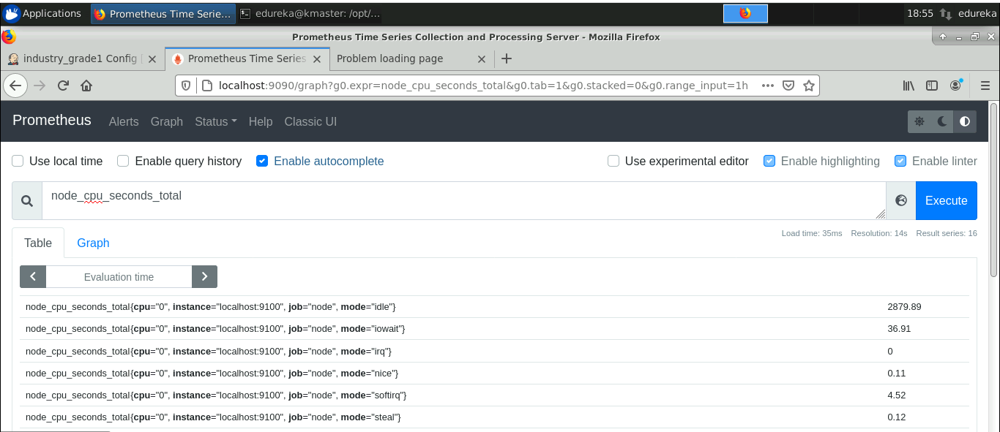 Applications Prometheus Time Serie... edureka@kmaster: /opt/... 18:55 edureka
Prometheus Time Series Collection and Processing Server - Mozilla Firefox
industry_grade1 Config Prometheus Time Series Problem loading page
localhost:9090/graph?g0.expr=node_cpu_seconds_total&g0.tab=1&g0.stacked=0&g0.range_input=1h
Prometheus Alerts Graph Status Help Classic UI
Use local time Enable query history Enable autocomplete Use experimental editor Enable highlighting Enable linter
node_cpu_seconds_total Execute
Load time: 35ms Resolution: 14s Result series: 16
Table Graph
Evaluation time
node_cpu_seconds_total{cpu="0", instance="localhost:9100", job="node", mode="idle"} 2879.89
node_cpu_seconds_total{cpu="0", instance="localhost:9100", job="node", mode="iowait"} 36.91
node_cpu_seconds_total{cpu="0", instance="localhost:9100", job="node", mode="irq"} 0
node_cpu_seconds_total{cpu="0", instance="localhost:9100", job="node", mode="nice"} 0.11
node_cpu_seconds_total{cpu="0", instance="localhost:9100", job="node", mode="softirq"} 4.52
node_cpu_seconds_total{cpu="0", instance="localhost:9100", job="node", mode="steal"} 0.12